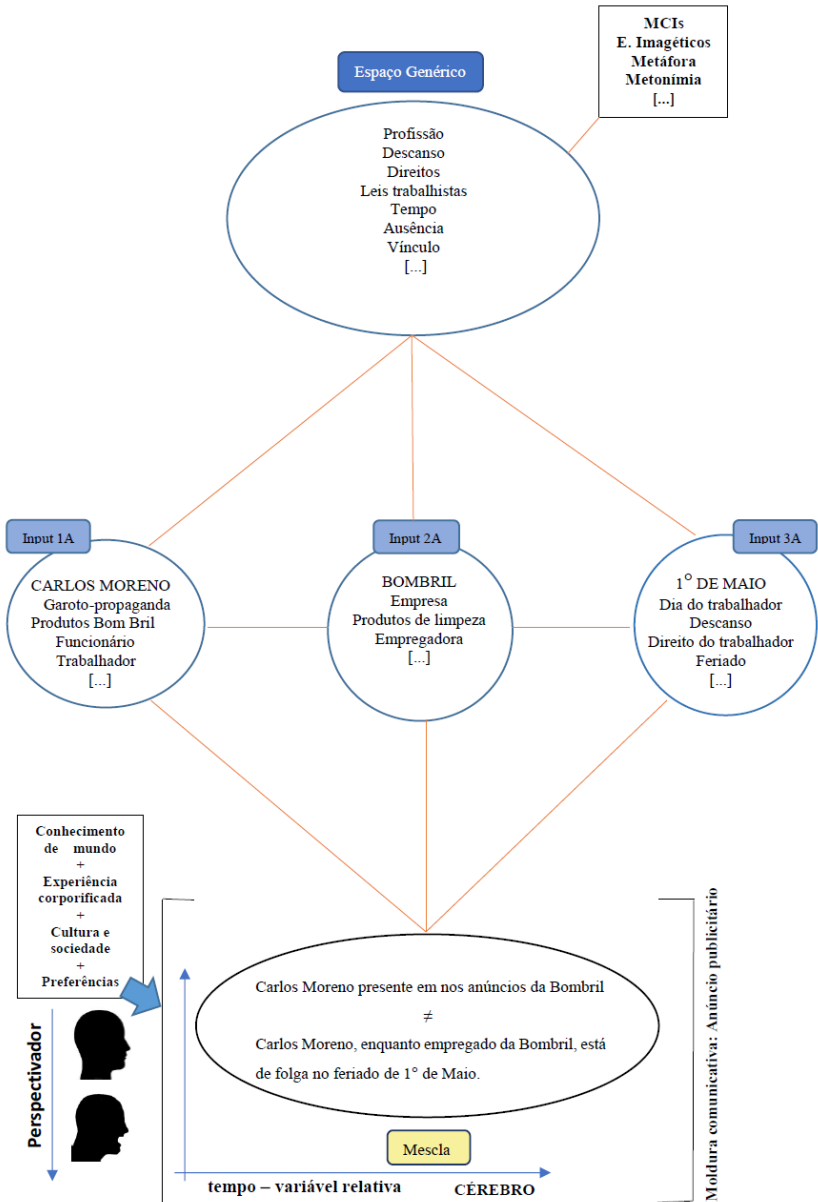 MCIs
E. Imagéticos
Metáfora
Metonímia
[...]
Espaço Genérico
Profissão
Descanso
Direitos
Leis trabalhistas
Tempo
Ausência
Vínculo
[...]
Input 1A
CARLOS MORENO
Garoto-propaganda
Produtos Bom Bril
Funcionário
Trabalhador
[...]
Input 2A
BOMBRIL
Empresa
Produtos de limpeza
Empregadora
[...]
Input 3A
1º DE MAIO
Dia do trabalhador
Descanso
Direito do trabalhador
Feriado
[...]
Conhecimento
de mundo
+
Experiência
corporificada
+
Cultura e
sociedade
+
Preferências
Perspectivador
Carlos Moreno presente em nos anúncios da Bombril
≠
Carlos Moreno, enquanto empregado da Bombril, está
de folga no feriado de 1° de Maio.
Mescla
tempo – variável relativa
CÉREBRO
Moldura comunicativa: Anúncio publicitário